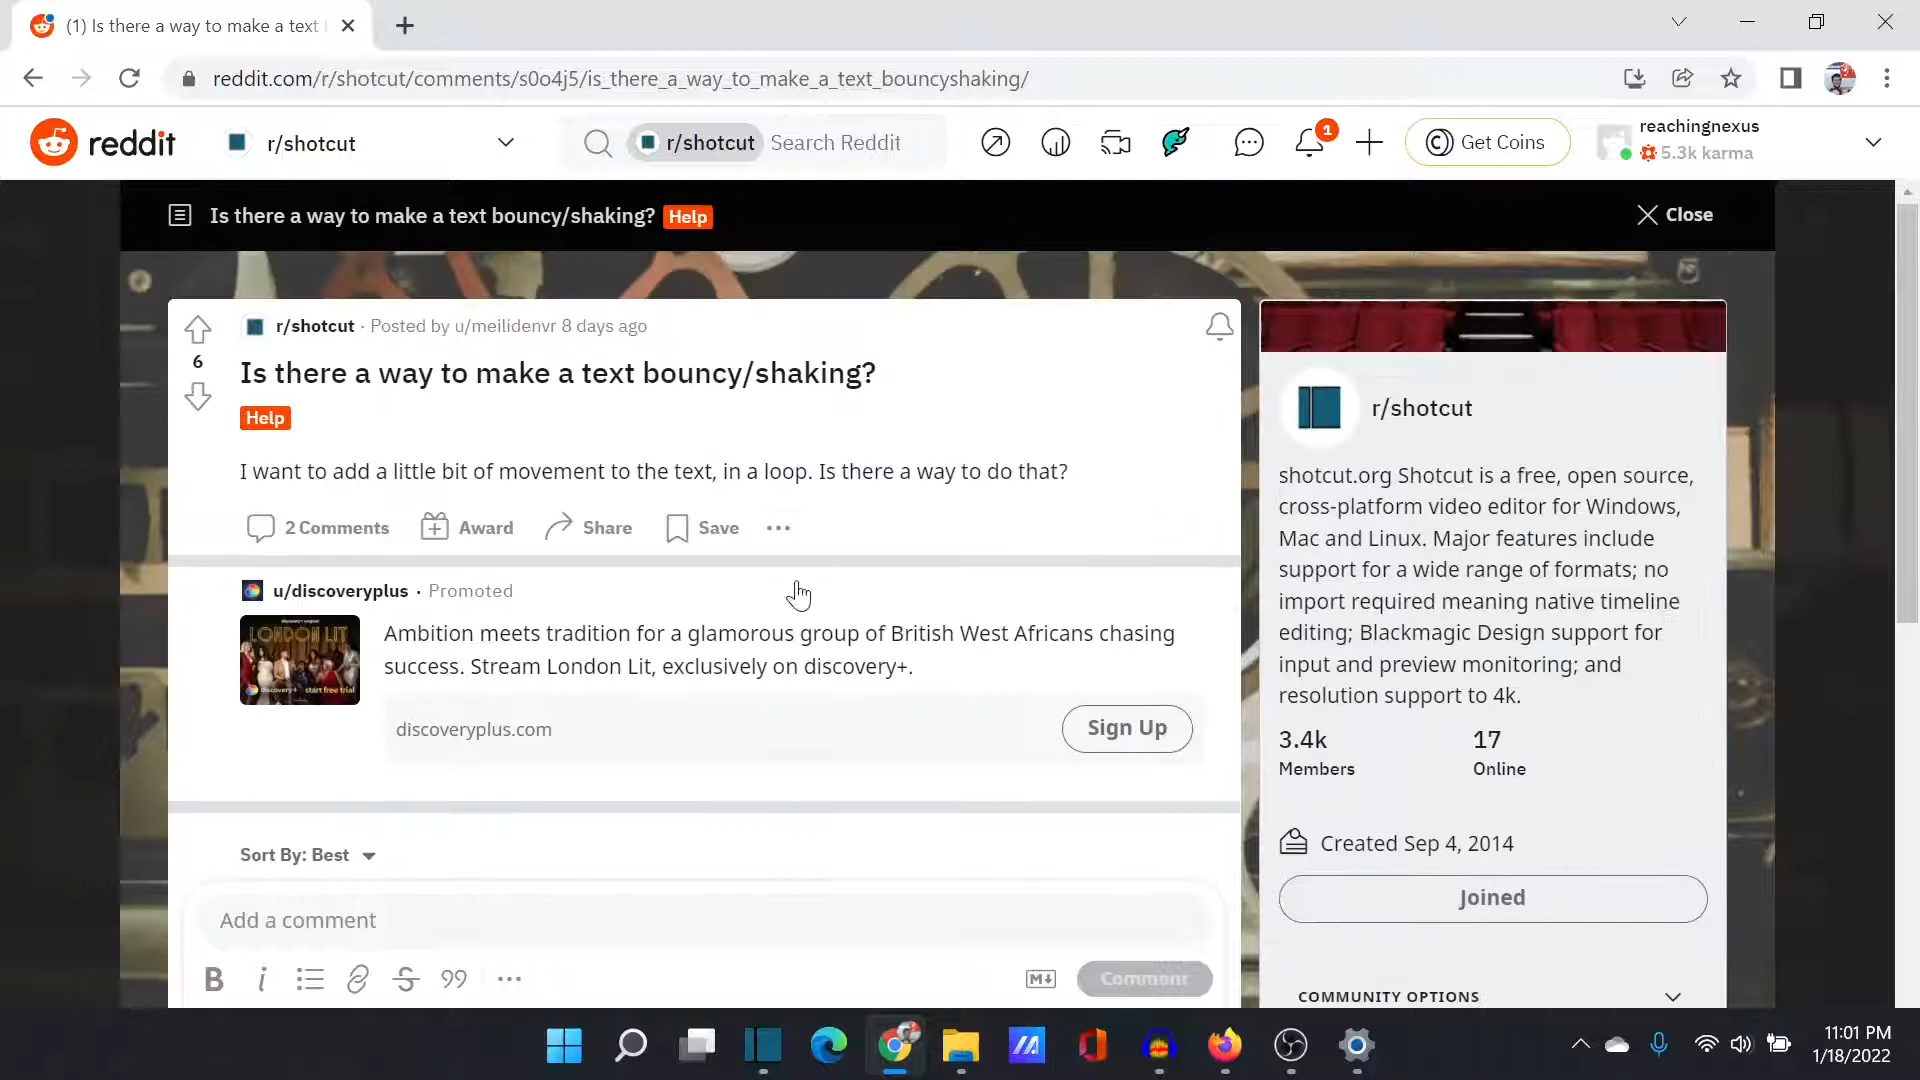 (1) Is there a way to make a text
reddit.com/r/shotcut/comments/s0o4j5/is_there_a_way_to_make_a_text_bouncyshaking/
reddit
r/shotcut
r/shotcut
Search Reddit
1
Get Coins
reachingnexus
5.3k karma
Is there a way to make a text bouncy/shaking?
Help
Close
r/shotcut · Posted by u/meilidenvr 8 days ago
6
Is there a way to make a text bouncy/shaking?
Help
I want to add a little bit of movement to the text, in a loop. Is there a way to do that?
2 Comments
Award
Share
Save
u/discoveryplus · Promoted
LONDON LIT
discovery+
start free trial
Ambition meets tradition for a glamorous group of British West Africans chasing
success. Stream London Lit, exclusively on discovery+.
discoveryplus.com
Sign Up
Sort By: Best
Add a comment
B
i
M
Comment
r/shotcut
shotcut.org Shotcut is a free, open source,
cross-platform video editor for Windows,
Mac and Linux. Major features include
support for a wide range of formats; no
import required meaning native timeline
editing; Blackmagic Design support for
input and preview monitoring; and
resolution support to 4k.
3.4k
17
Members
Online
Created Sep 4, 2014
Joined
COMMUNITY OPTIONS
11:01 PM
1/18/2022